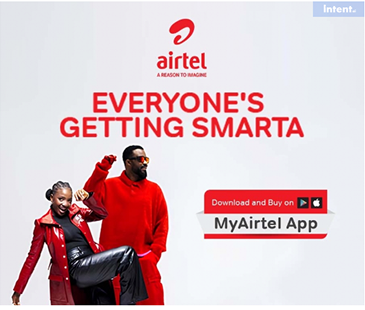 Intent.
airtel
A REASON TO IMAGINE
EVERYONE'S
GETTING SMARTA
Download and Buy on
MyAirtel App